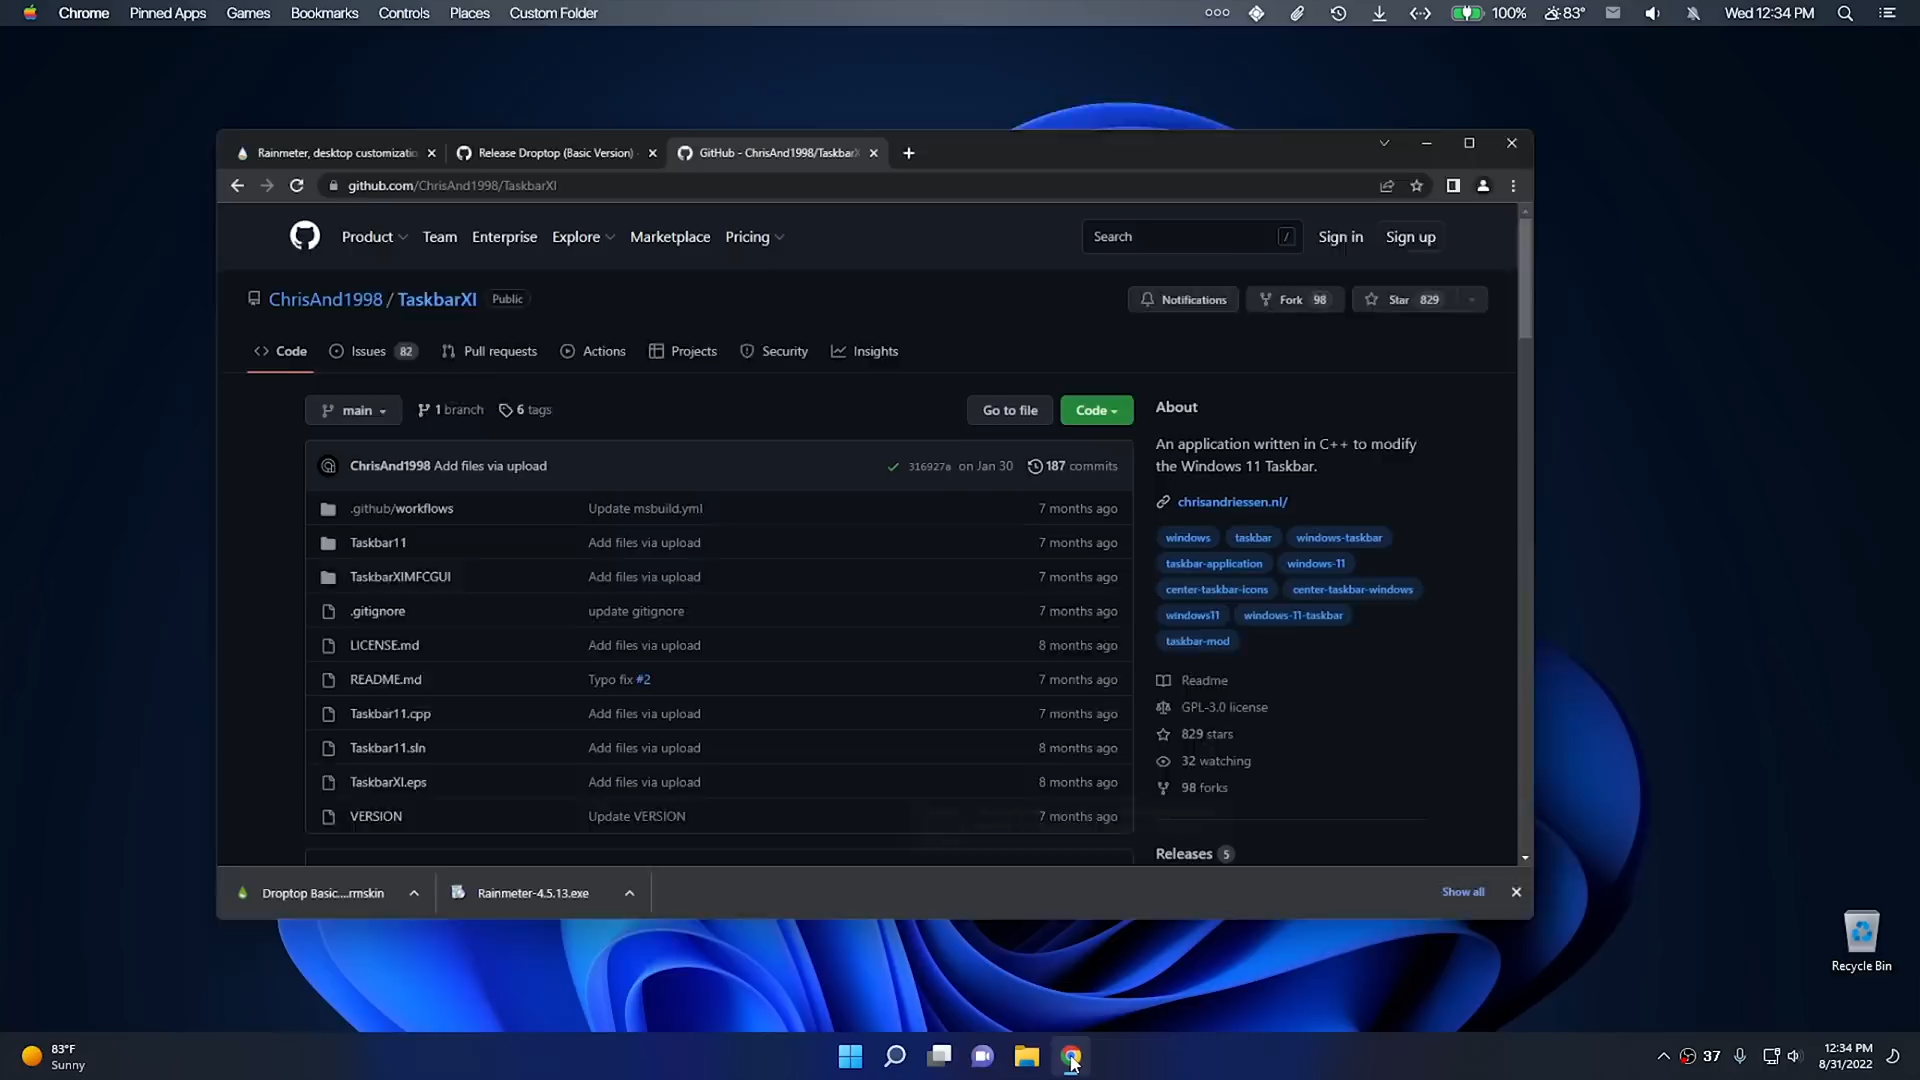 Chrome Pinned Apps Games Bookmarks Controls Places Custom Folder
100% 83° Wed 12:34 PM
Rainmeter, desktop customizatio
Release Droptop (Basic Version)
GitHub - ChrisAnd1998/Taskbar
github.com/ChrisAnd1998/TaskbarXI
Product Team Enterprise Explore Marketplace Pricing
Search /
Sign in Sign up
ChrisAnd1998 / TaskbarXI Public
Notifications Fork 98 Star 829
Code Issues 82 Pull requests Actions Projects Security Insights
main 1 branch 6 tags
Go to file Code
ChrisAnd1998 Add files via upload 316927a on Jan 30 187 commits
.github/workflows Update msbuild.yml 7 months ago
Taskbar11 Add files via upload 7 months ago
TaskbarXIMFCGUI Add files via upload 7 months ago
.gitignore update gitignore 7 months ago
LICENSE.md Add files via upload 8 months ago
README.md Typo fix #2 7 months ago
Taskbar11.cpp Add files via upload 7 months ago
Taskbar11.sln Add files via upload 8 months ago
TaskbarXI.eps Add files via upload 8 months ago
VERSION Update VERSION 7 months ago
About
An application written in C++ to modify
the Windows 11 Taskbar.
chrisandriessen.nl/
windows taskbar windows-taskbar
taskbar-application windows-11
center-taskbar-icons center-taskbar-windows
windows11 windows-11-taskbar
taskbar-mod
Readme
GPL-3.0 license
829 stars
32 watching
98 forks
Releases 5
Droptop Basic....rmskin
Rainmeter-4.5.13.exe
Show all
Recycle Bin
83°F
Sunny
37
12:34 PM
8/31/2022